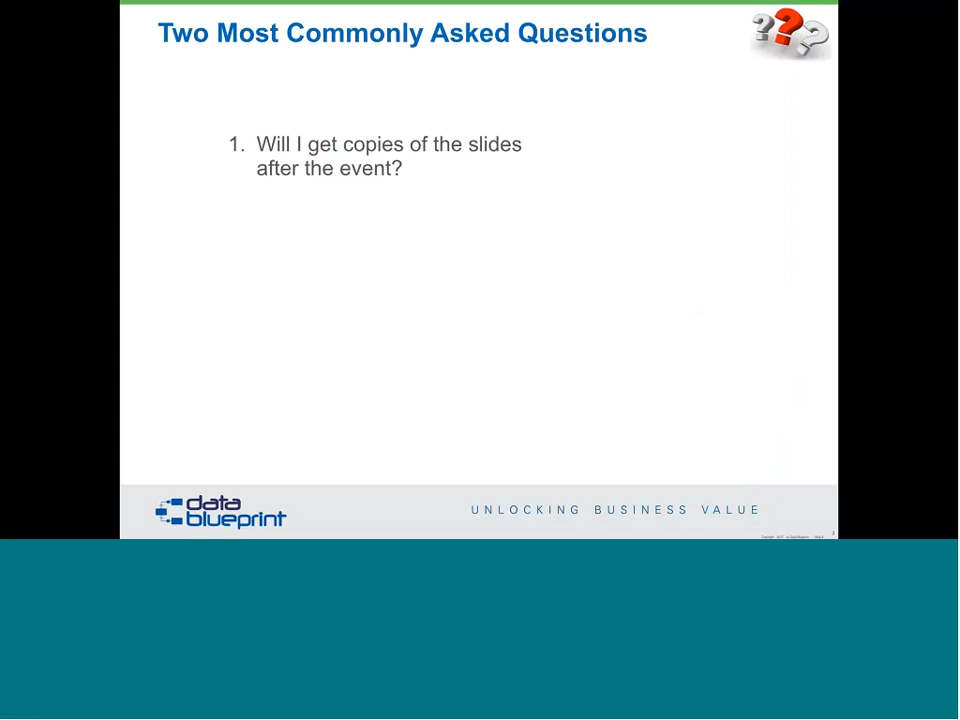 Two Most Commonly Asked Questions
???
1. Will I get copies of the slides
after the event?
data
blueprint
UNLOCKING BUSINESS VALUE